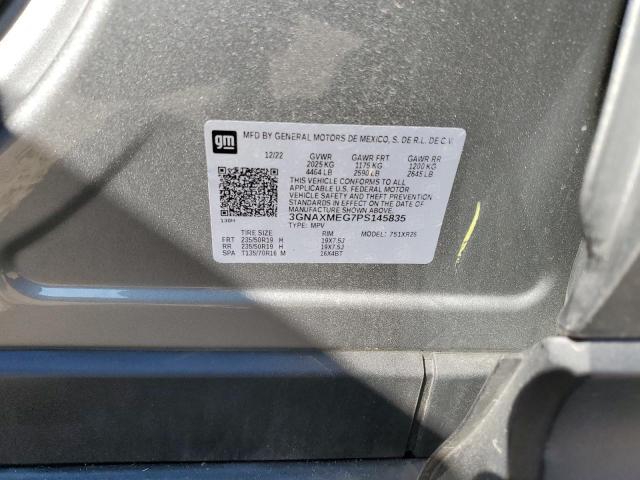 gm MFD BY GENERAL MOTORS DE MEXICO, S. DE R.L. DE C.V.
12/22 GVWR GAWR FRT GAWR RR
2025 KG 1175 KG 1200 KG
4464 LB 2590 LB 2645 LB
THIS VEHICLE CONFORMS TO ALL
APPLICABLE U.S. FEDERAL MOTOR
VEHICLE SAFETY, BUMPER, AND THEFT
PREVENTION STANDARDS IN EFFECT ON
THE DATE OF MANUFACTURE SHOWN ABOVE.
3GNAXMEG7PS145835
TYPE: MPV
TIRE SIZE RIM MODEL: 7S1XR26
FRT 235/50R19 H 19X7.5J
RR 235/50R19 H 19X7.5J
SPA T135/70R16 M 16X4BT